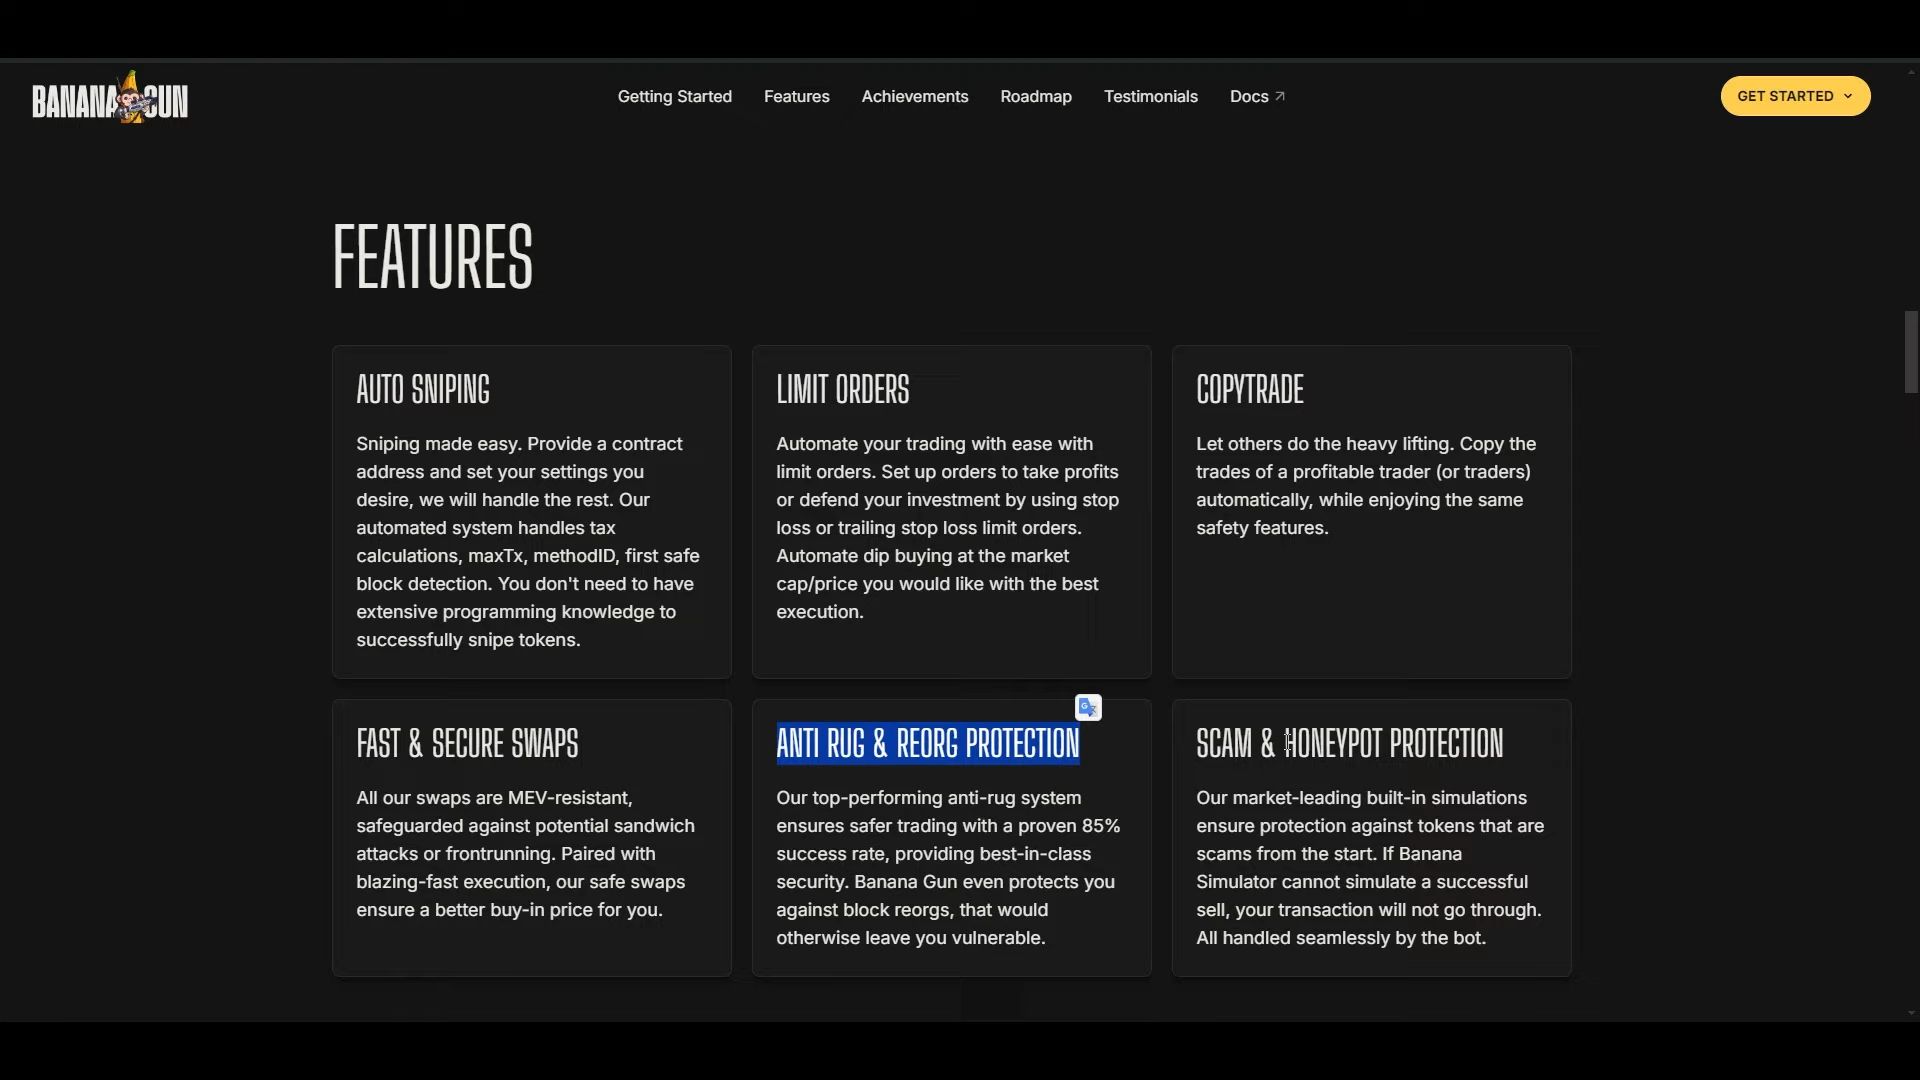 BANANA GUN
Getting Started
Features
Achievements
Roadmap
Testimonials
Docs
GET STARTED
FEATURES
AUTO SNIPING
Sniping made easy. Provide a contract
address and set your settings you
desire, we will handle the rest. Our
automated system handles tax
calculations, maxTx, methodID, first safe
block detection. You don't need to have
extensive programming knowledge to
successfully snipe tokens.
LIMIT ORDERS
Automate your trading with ease with
limit orders. Set up orders to take profits
or defend your investment by using stop
loss or trailing stop loss limit orders.
Automate dip buying at the market
cap/price you would like with the best
execution.
COPYTRADE
Let others do the heavy lifting. Copy the
trades of a profitable trader (or traders)
automatically, while enjoying the same
safety features.
FAST & SECURE SWAPS
All our swaps are MEV-resistant,
safeguarded against potential sandwich
attacks or frontrunning. Paired with
blazing-fast execution, our safe swaps
ensure a better buy-in price for you.
ANTI RUG & REORG PROTECTION
Our top-performing anti-rug system
ensures safer trading with a proven 85%
success rate, providing best-in-class
security. Banana Gun even protects you
against block reorgs, that would
otherwise leave you vulnerable.
SCAM & HONEYPOT PROTECTION
Our market-leading built-in simulations
ensure protection against tokens that are
scams from the start. If Banana
Simulator cannot simulate a successful
sell, your transaction will not go through.
All handled seamlessly by the bot.